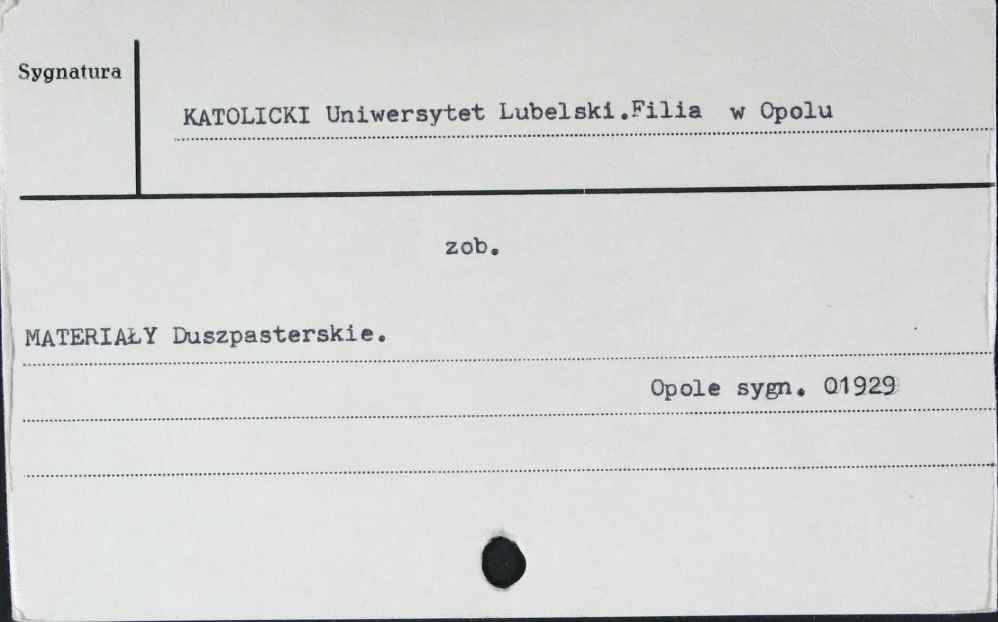 Sygnatura
KATOLICKI Uniwersytet Lubelski.Filia w Opolu
zob.
MATERIAŁY Duszpasterskie.
Opole sygn. 01929